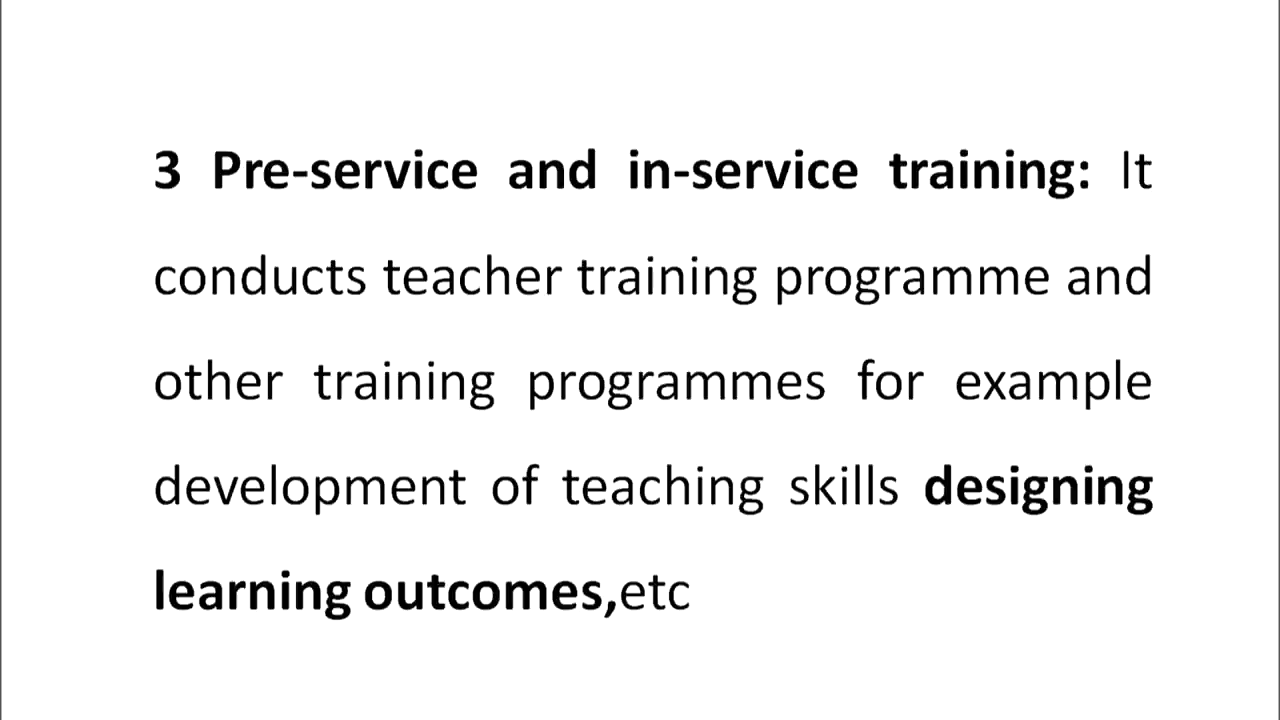 3 Pre-service and in-service training: It
conducts teacher training programme and
other training programmes for example
development of teaching skills designing
learning outcomes,etc